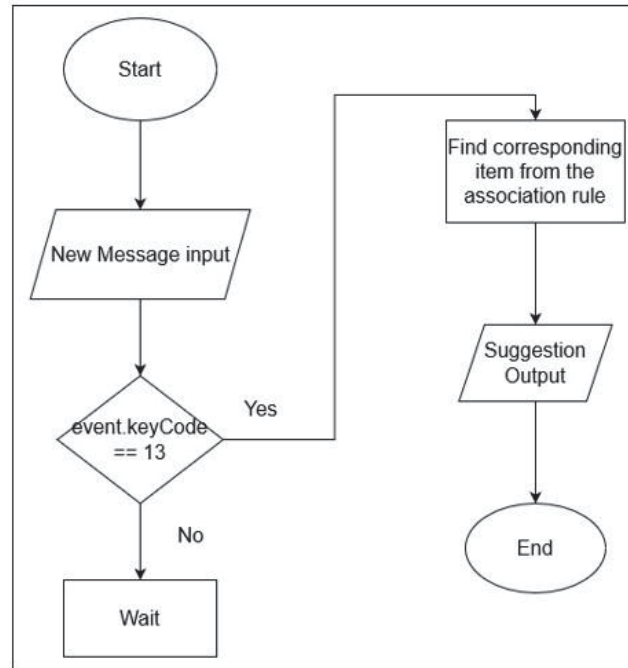 Start
New Message input
event.keyCode
== 13
Yes
No
Wait
Find corresponding
item from the
association rule
Suggestion
Output
End